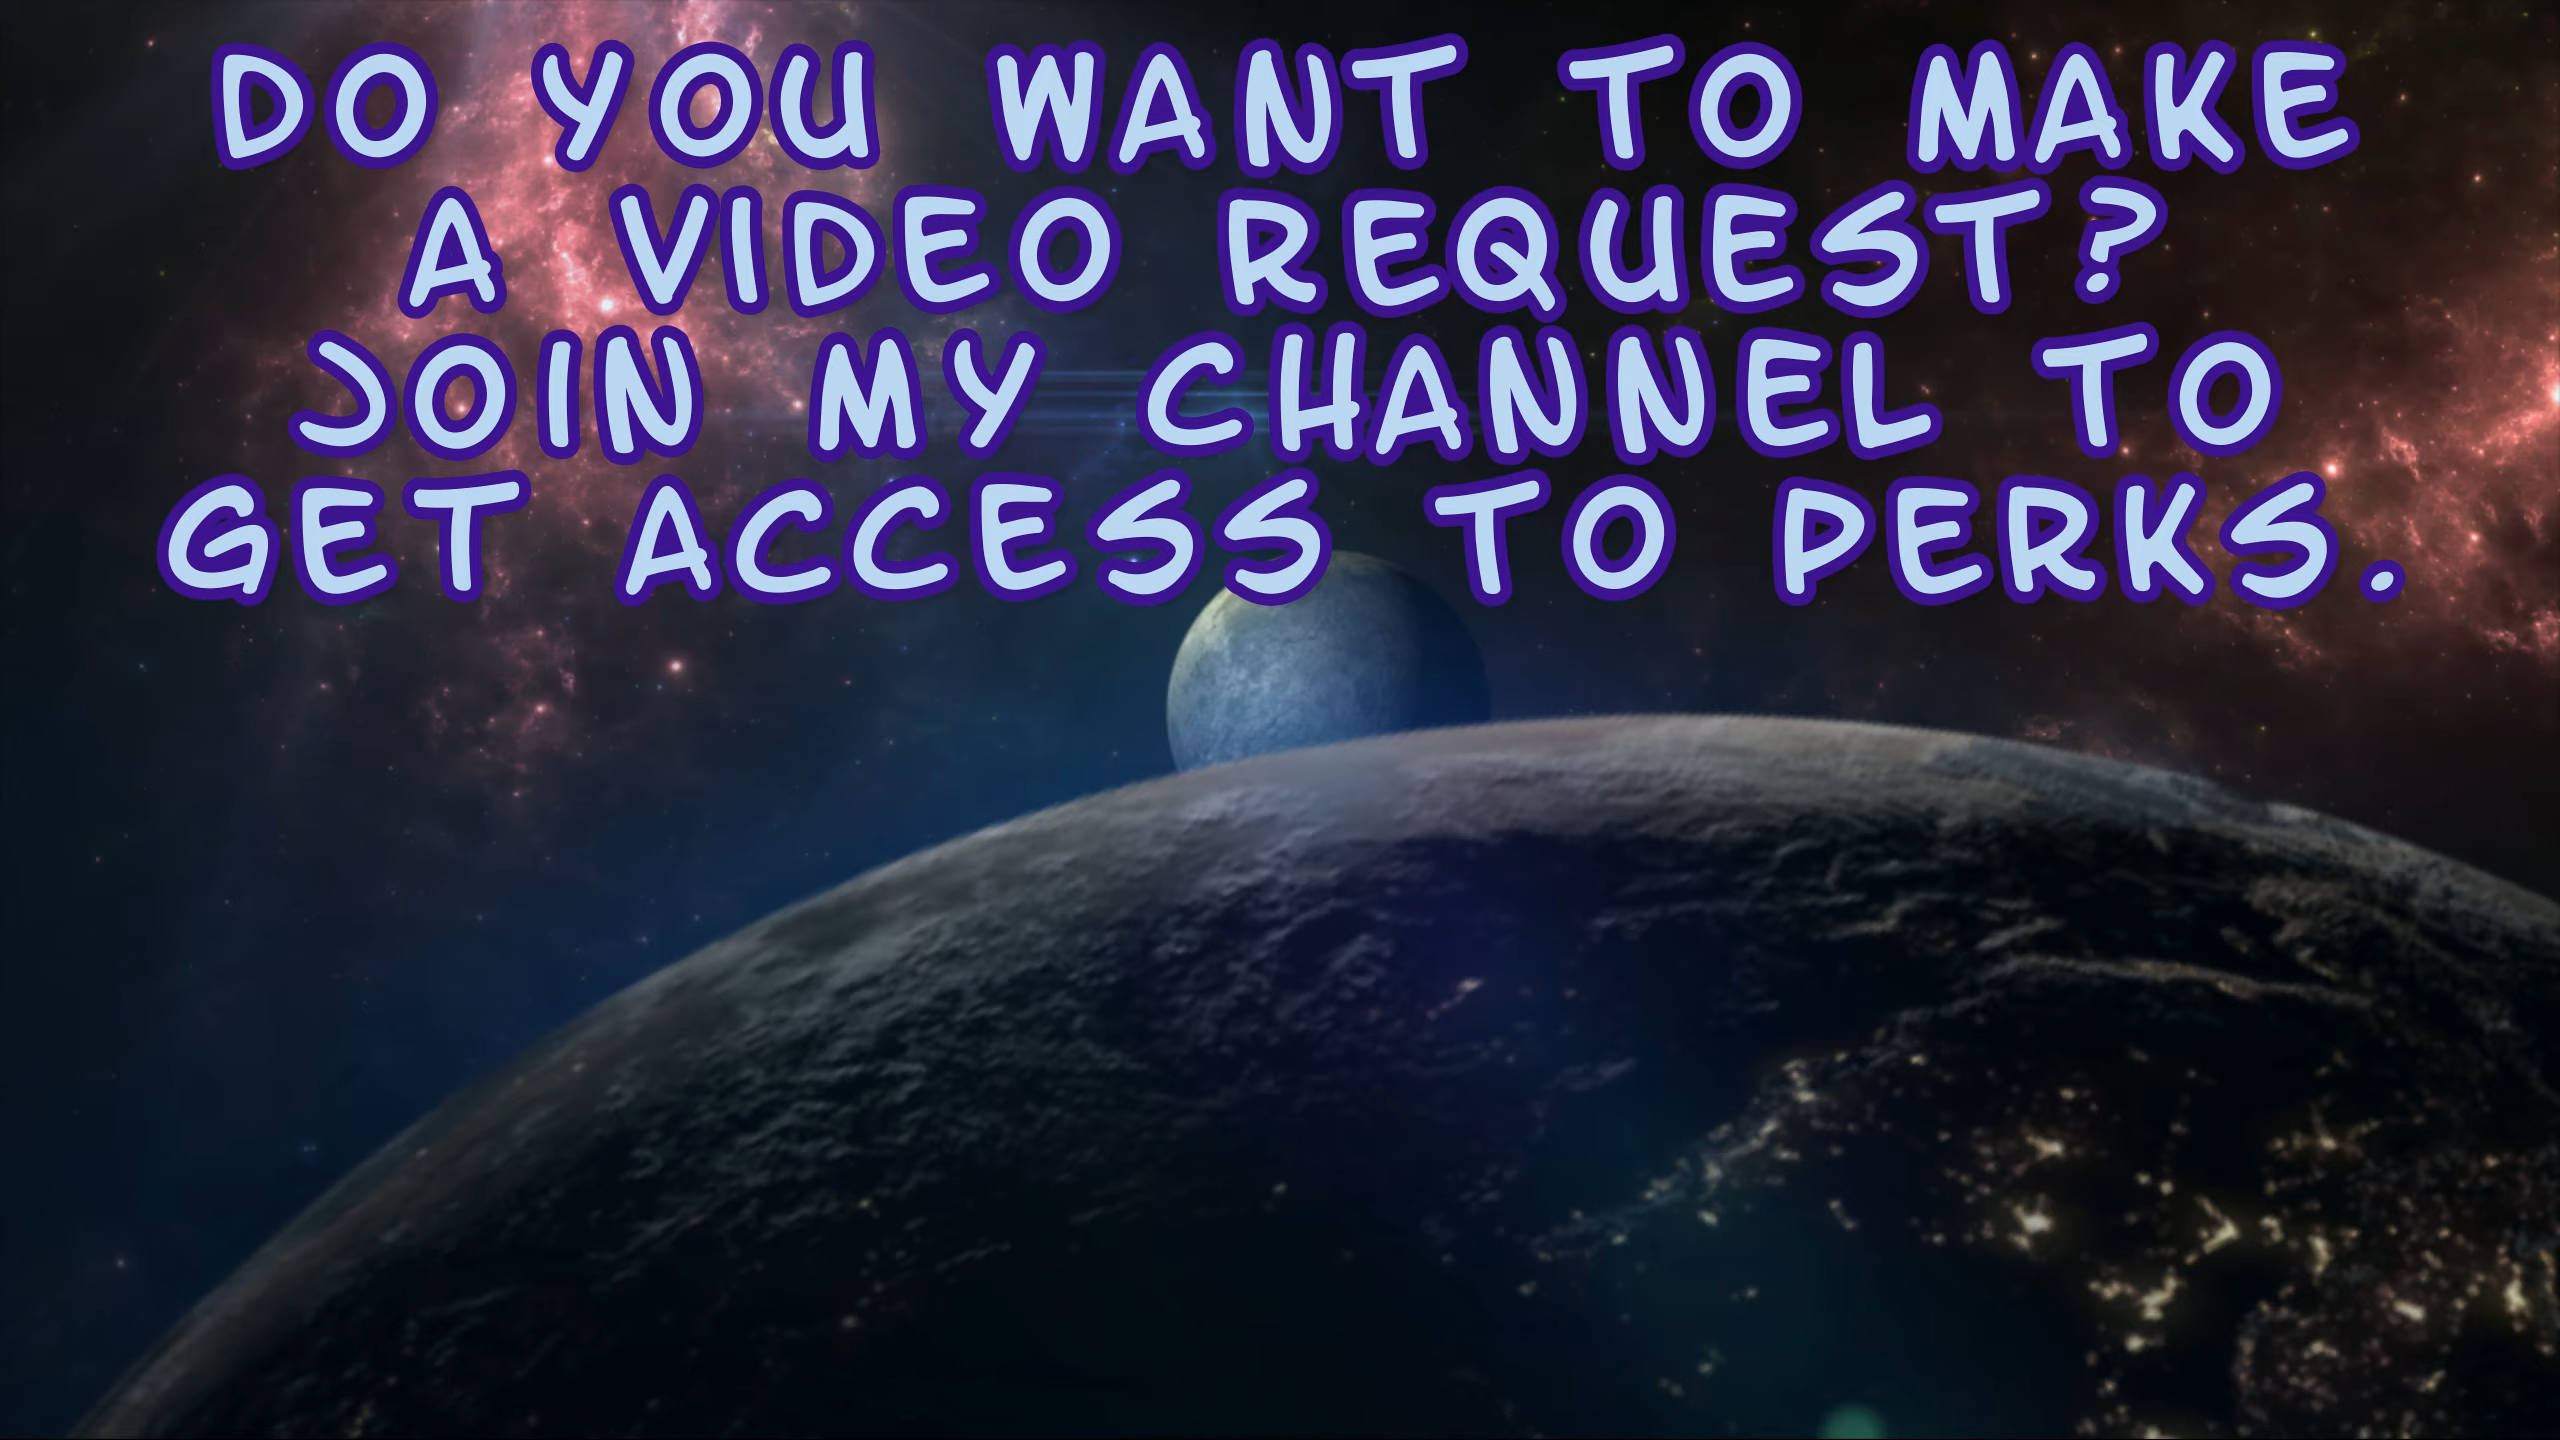 DO YOU WANT TO MAKE
A VIDEO REQUEST?
JOIN MY CHANNEL TO
GET ACCESS TO PERKS.